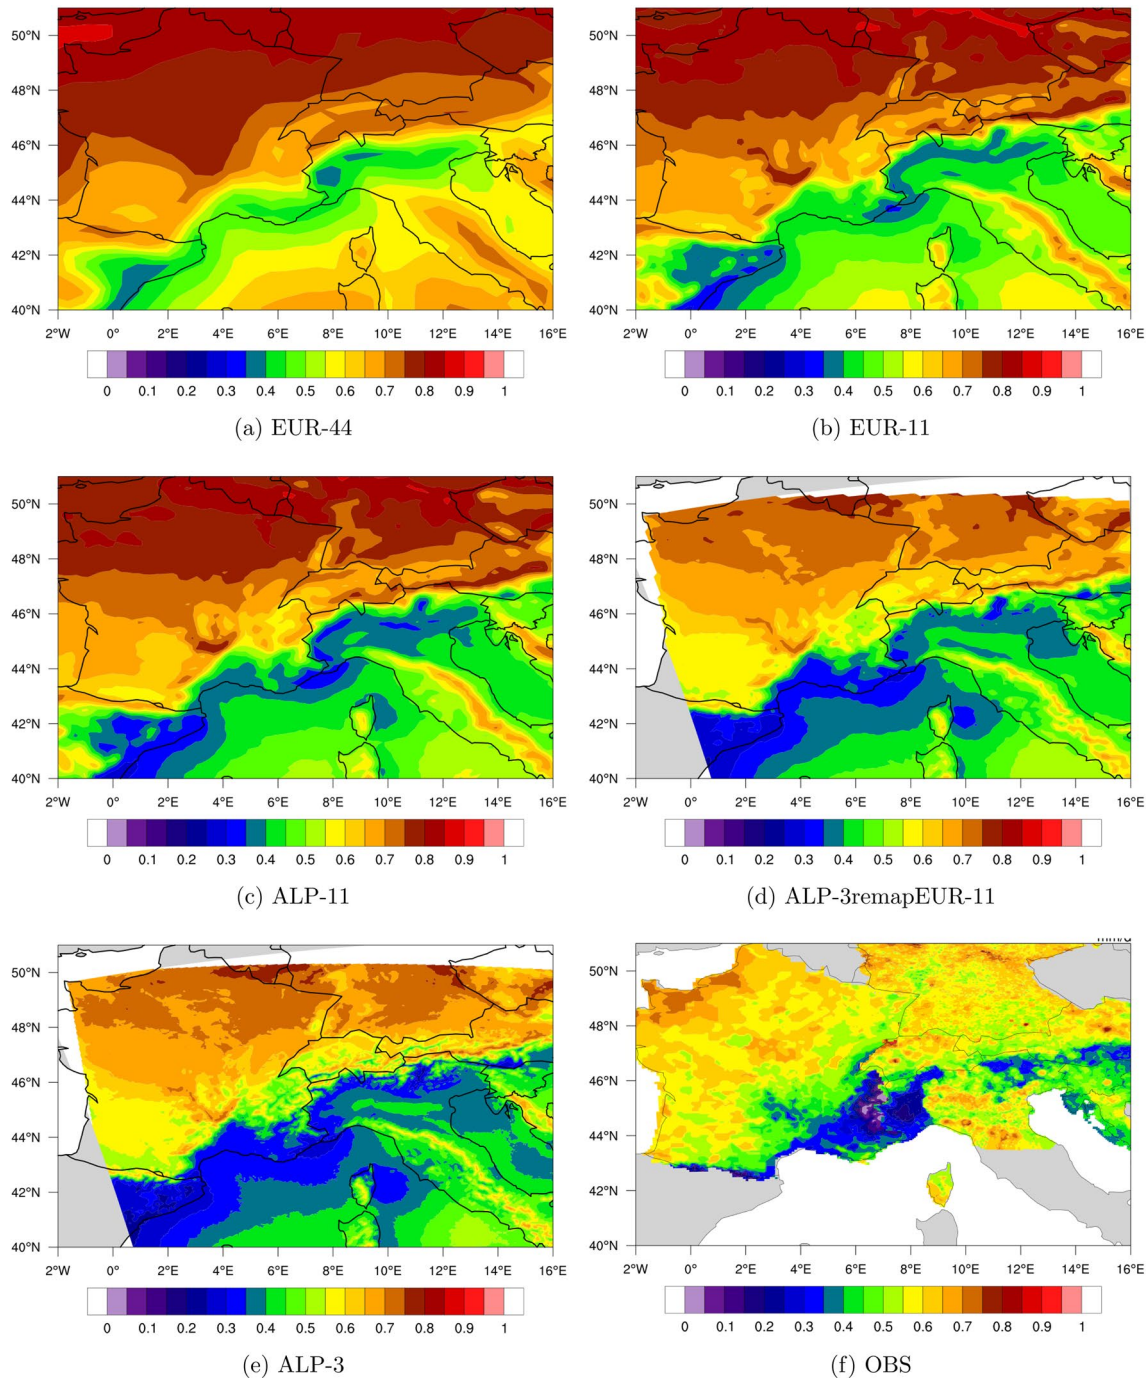 50°N 50°N
48°N 48°N
46°N 46°N
44°N 44°N
42°N 42°N
40°N 40°N
2°W 0° 2°E 4°E 6°E 8°E 10°E 12°E 14°E 16°E 2°W 0° 2°E 4°E 6°E 8°E 10°E 12°E 14°E 16°E
0 0.1 0.2 0.3 0.4 0.5 0.6 0.7 0.8 0.9 1 0 0.1 0.2 0.3 0.4 0.5 0.6 0.7 0.8 0.9 1
(a) EUR-44 (b) EUR-11
50°N 50°N
48°N 48°N
46°N 46°N
44°N 44°N
42°N 42°N
40°N 40°N
2°W 0° 2°E 4°E 6°E 8°E 10°E 12°E 14°E 16°E 2°W 0° 2°E 4°E 6°E 8°E 10°E 12°E 14°E 16°E
0 0.1 0.2 0.3 0.4 0.5 0.6 0.7 0.8 0.9 1 0 0.1 0.2 0.3 0.4 0.5 0.6 0.7 0.8 0.9 1
(c) ALP-11 (d) ALP-3remapEUR-11
50°N 50°N
48°N 48°N
46°N 46°N
44°N 44°N
42°N 42°N
40°N 40°N
2°W 0° 2°E 4°E 6°E 8°E 10°E 12°E 14°E 16°E 2°W 0° 2°E 4°E 6°E 8°E 10°E 12°E 14°E 16°E
0 0.1 0.2 0.3 0.4 0.5 0.6 0.7 0.8 0.9 1 0 0.1 0.2 0.3 0.4 0.5 0.6 0.7 0.8 0.9 1
(e) ALP-3 (f) OBS